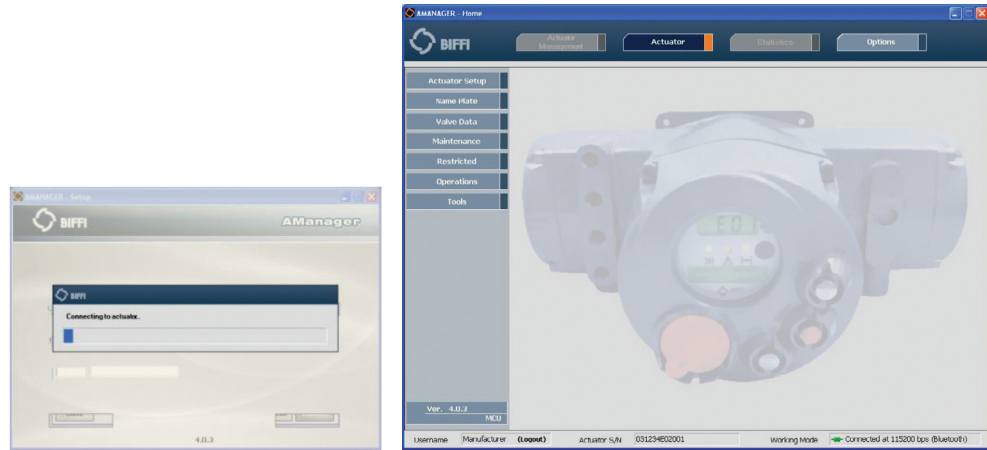 AMANAGER - Setup
BIFFI
AManager
BIFFI
Connecting to actuator.
4.0.3
AMANAGER - Home
BIFFI
Actuator Management
Actuator
Statistics
Options
Actuator Setup
Name Plate
Valve Data
Maintenance
Restricted
Operations
Tools
E0
Ver. 4.0.3
MCU
Username Manufacturer (Logout) Actuator S/N 031234E02001 Working Mode Connected at 115200 bps (Bluetooth)